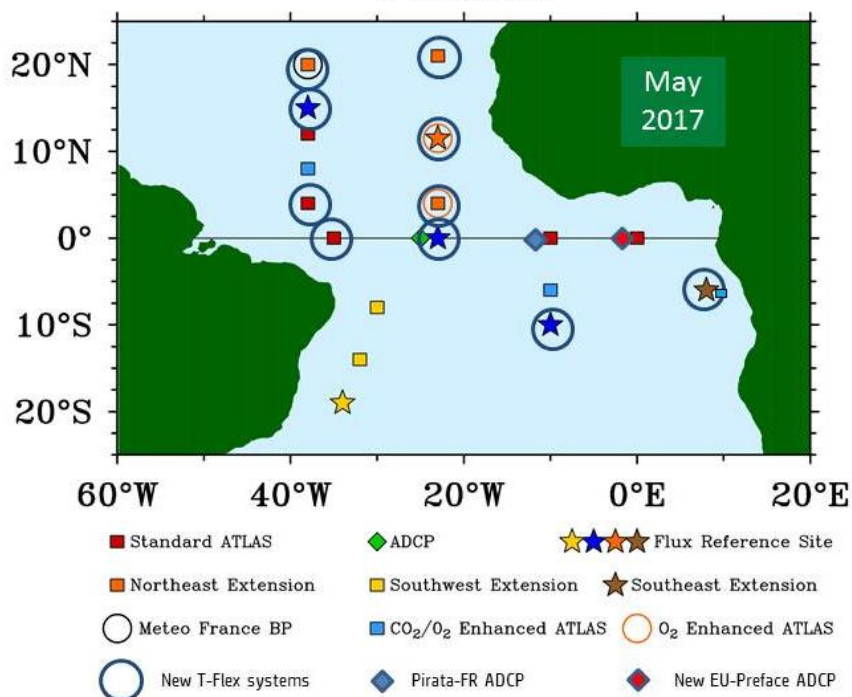 May
2017
20°N
10°N
0°
10°S
20°S
60°W 40°W 20°W 0°E 20°E
Standard ATLAS ADCP Flux Reference Site
Northeast Extension Southwest Extension Southeast Extension
Meteo France BP CO₂/O₂ Enhanced ATLAS O₂ Enhanced ATLAS
New T-Flex systems Pirata-FR ADCP New EU-Preface ADCP